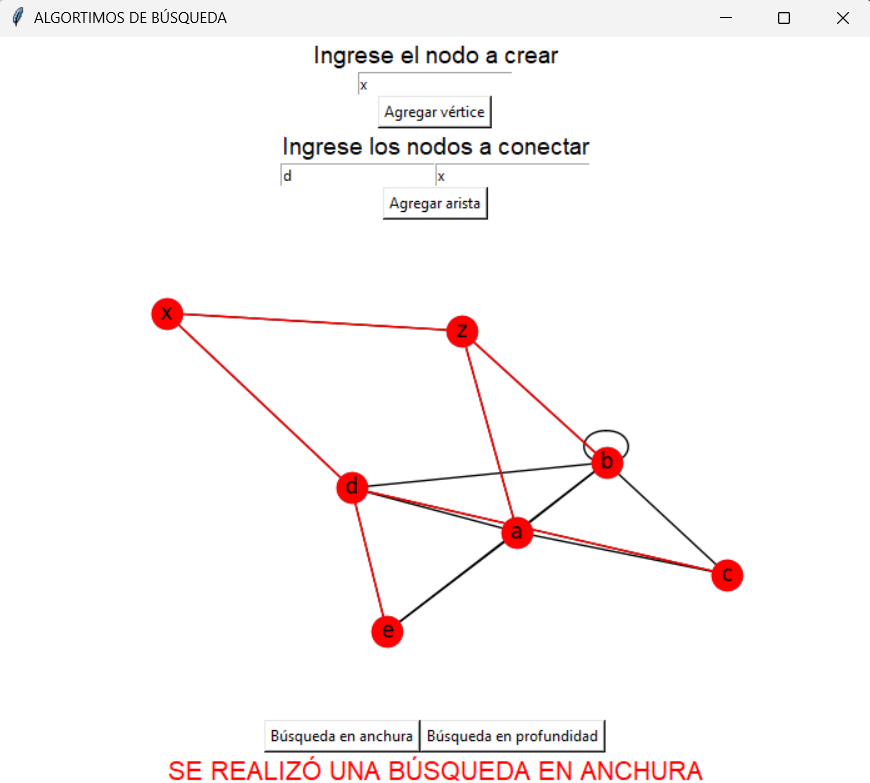 ALGORTIMOS DE BÚSQUEDA
Ingrese el nodo a crear
x
Agregar vértice
Ingrese los nodos a conectar
d x
Agregar arista
x
z
b
d
a
c
e
Búsqueda en anchura Búsqueda en profundidad
SE REALIZÓ UNA BÚSQUEDA EN ANCHURA